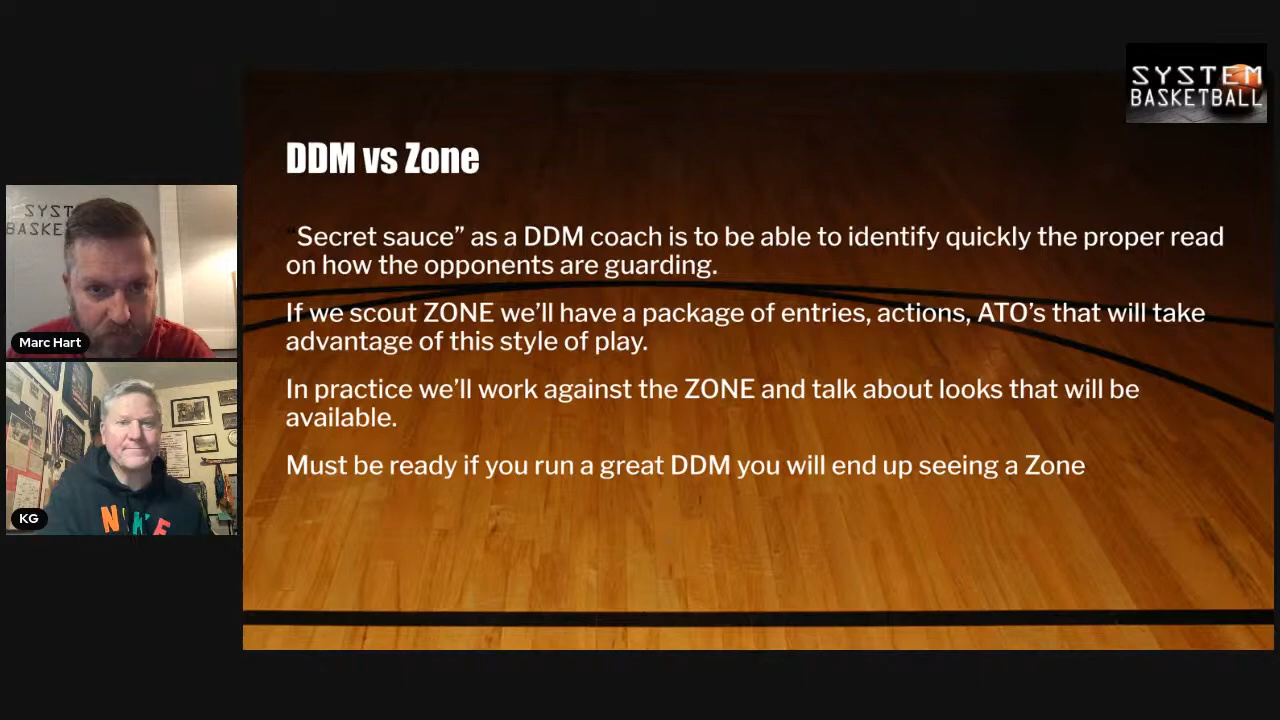 SYSTEM
BASKETBALL
DDM vs Zone
“Secret sauce” as a DDM coach is to be able to identify quickly the proper read
on how the opponents are guarding.
If we scout ZONE we’ll have a package of entries, actions, ATO’s that will take
advantage of this style of play.
In practice we’ll work against the ZONE and talk about looks that will be
available.
Must be ready if you run a great DDM you will end up seeing a Zone
SYST
BASKE
Marc Hart
KG
NIKE